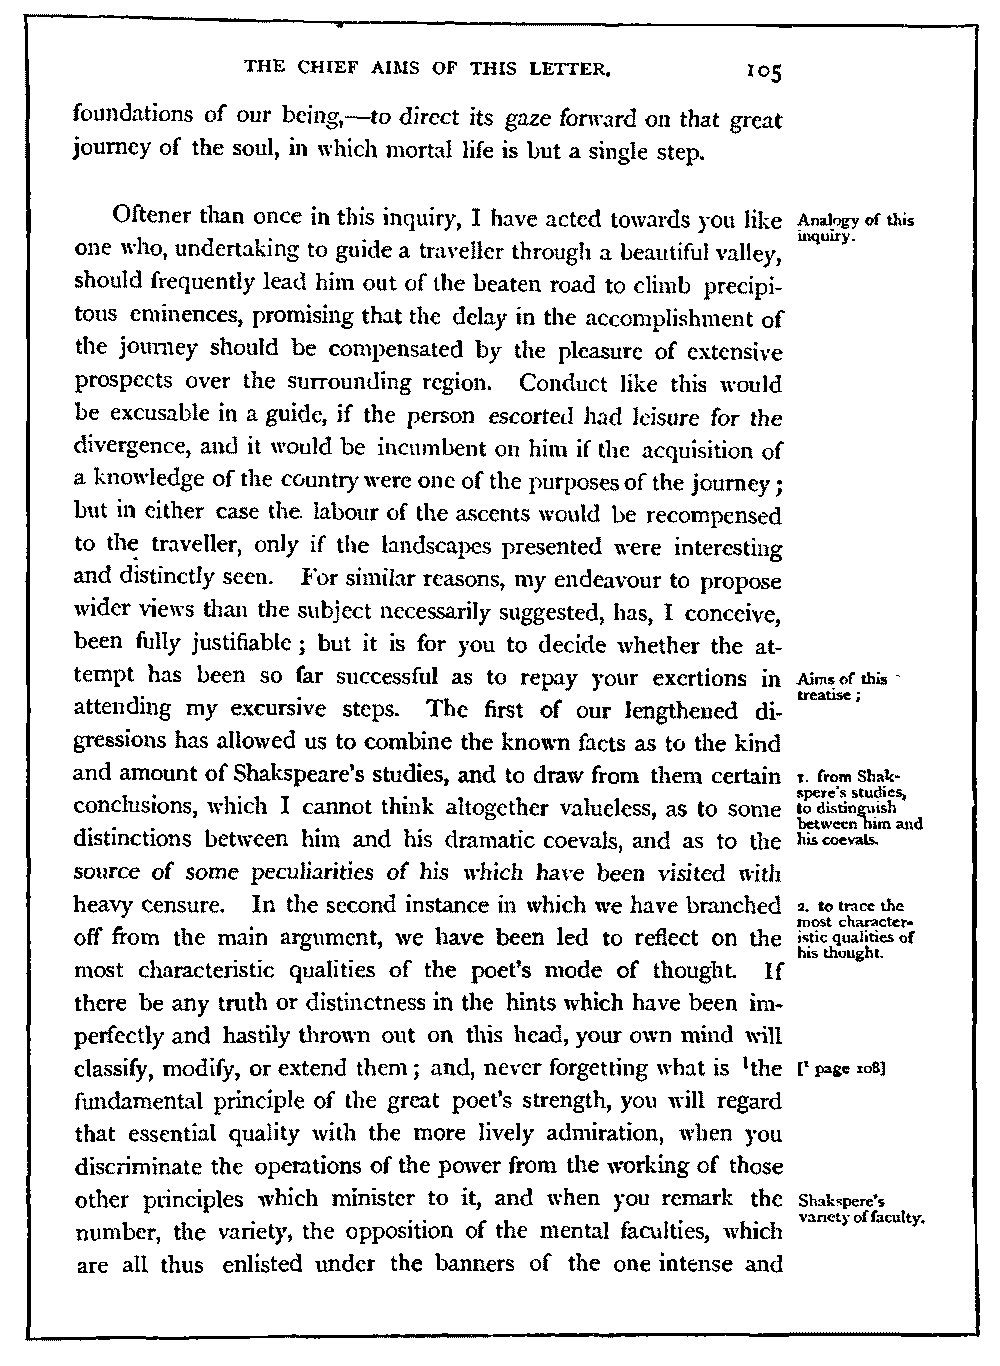 THE CHIEF AIMS OF THIS LETTER. 105
foundations of our being,—to direct its gaze forward on that great
journey of the soul, in which mortal life is but a single step.
Oftener than once in this inquiry, I have acted towards you like
Analogy of this
inquiry.
one who, undertaking to guide a traveller through a beautiful valley,
should frequently lead him out of the beaten road to climb precipi-
tous eminences, promising that the delay in the accomplishment of
the journey should be compensated by the pleasure of extensive
prospects over the surrounding region. Conduct like this would
be excusable in a guide, if the person escorted had leisure for the
divergence, and it would be incumbent on him if the acquisition of
a knowledge of the country were one of the purposes of the journey;
but in either case the labour of the ascents would be recompensed
to the traveller, only if the landscapes presented were interesting
and distinctly seen. For similar reasons, my endeavour to propose
wider views than the subject necessarily suggested, has, I conceive,
been fully justifiable; but it is for you to decide whether the at-
tempt has been so far successful as to repay your exertions in
Aims of this
treatise;
attending my excursive steps. The first of our lengthened di-
gressions has allowed us to combine the known facts as to the kind
and amount of Shakspeare's studies, and to draw from them certain
1. from Shak-
spere's studies,
to distinguish
between him and
his coevals.
conclusions, which I cannot think altogether valueless, as to some
distinctions between him and his dramatic coevals, and as to the
source of some peculiarities of his which have been visited with
heavy censure. In the second instance in which we have branched
2. to trace the
most character-
istic qualities of
his thought.
off from the main argument, we have been led to reflect on the
most characteristic qualities of the poet's mode of thought. If
there be any truth or distinctness in the hints which have been im-
perfectly and hastily thrown out on this head, your own mind will
classify, modify, or extend them; and, never forgetting what is ¹the
[¹ page 108]
fundamental principle of the great poet's strength, you will regard
that essential quality with the more lively admiration, when you
discriminate the operations of the power from the working of those
other principles which minister to it, and when you remark the
Shakspere's
variety of faculty.
number, the variety, the opposition of the mental faculties, which
are all thus enlisted under the banners of the one intense and